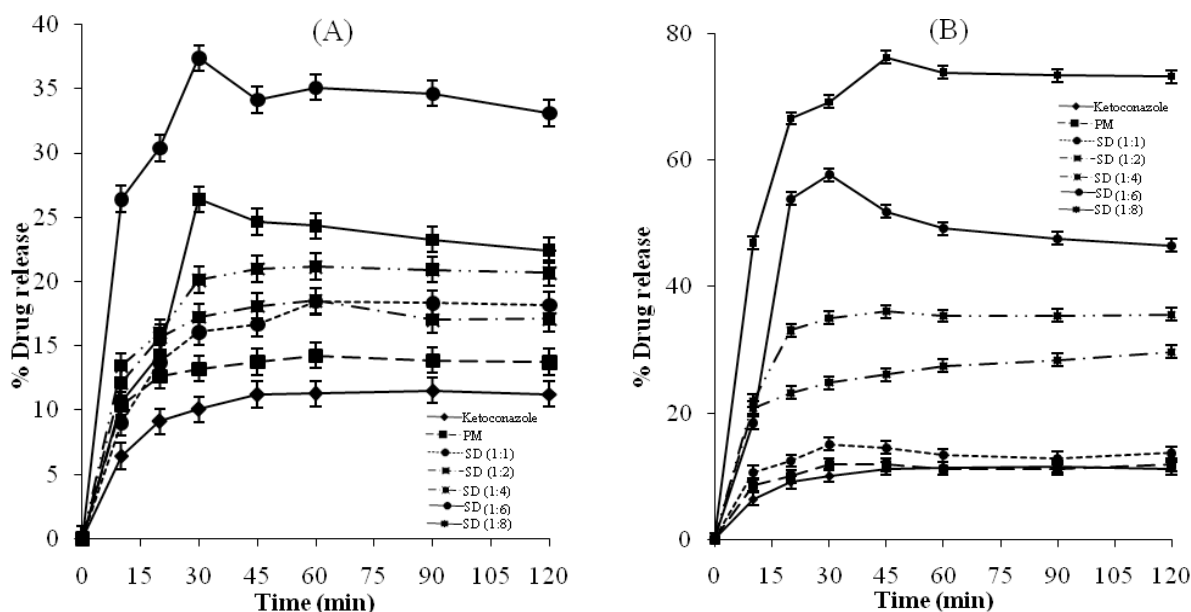 (A)
% Drug release
40
35
30
25
20
15
10
5
0
Ketoconazole
PM
SD (1:1)
SD (1:2)
SD (1:4)
SD (1:6)
SD (1:8)
0 15 30 45 60 75 90 105 120
Time (min)
(B)
% Drug release
80
60
40
20
0
Ketoconazole
PM
SD (1:1)
SD (1:2)
SD (1:4)
SD (1:6)
SD (1:8)
0 15 30 45 60 75 90 105 120
Time (min)